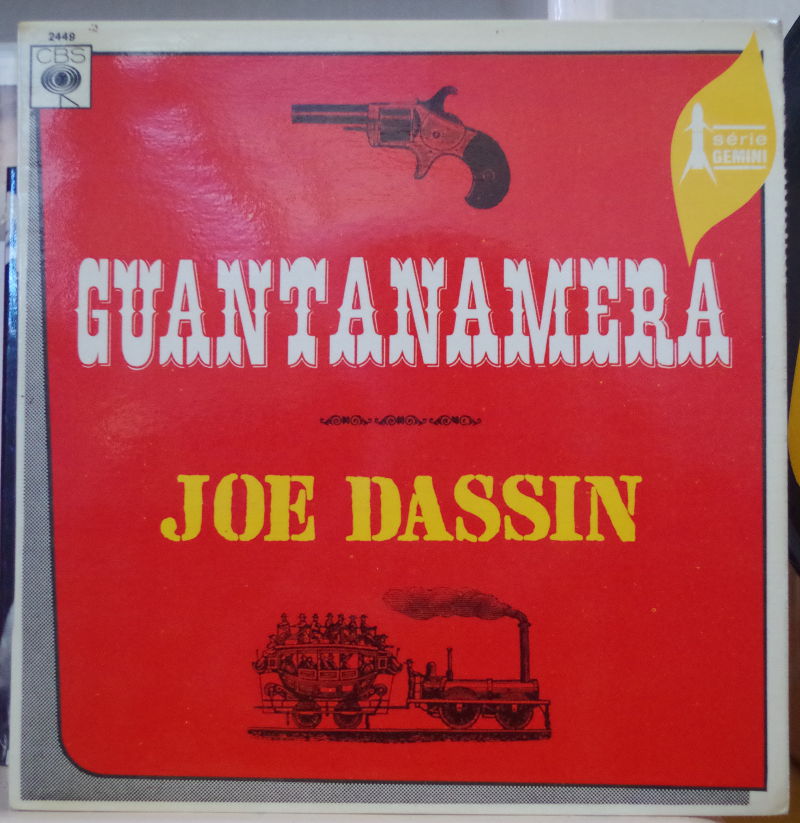 2449
CBS
série
GEMINI
GUANTANAMERA
JOE DASSIN